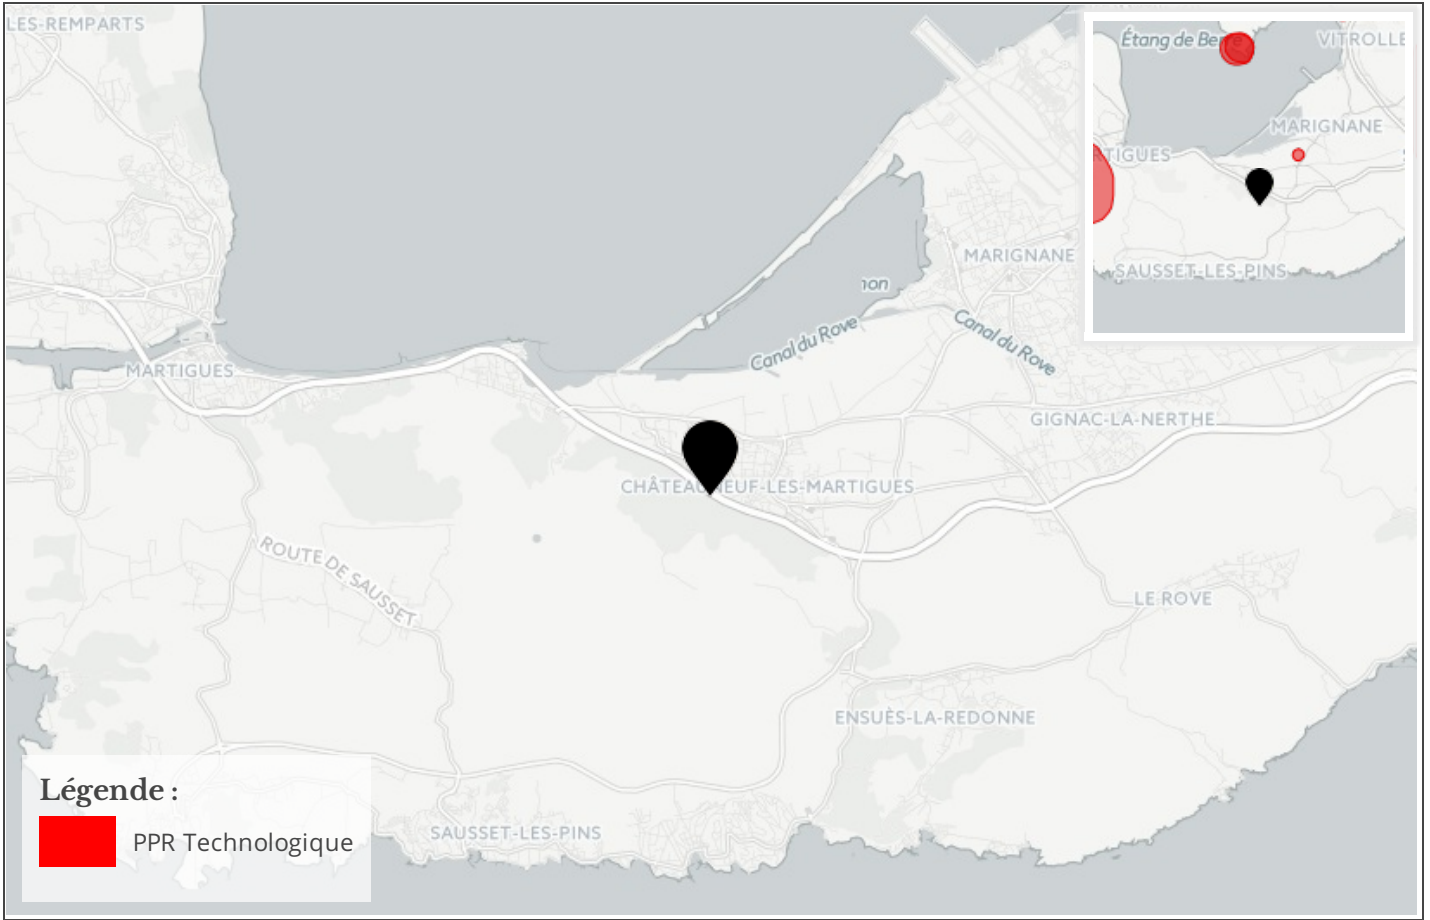 LES-REMPARTS
Étang de Be
VITROLLE
MARIGNANE
TIGUES
SAUSSET-LES-PINS
MARIGNANE
non
Canal du Rove
Canal du Rove
MARTIGUES
GIGNAC-LA-NERTHE
CHÂTEAUNEUF-LES-MARTIGUES
ROUTE DE SAUSSET
LE ROVE
ENSUÈS-LA-REDONNE
SAUSSET-LES-PINS
Légende :
PPR Technologique